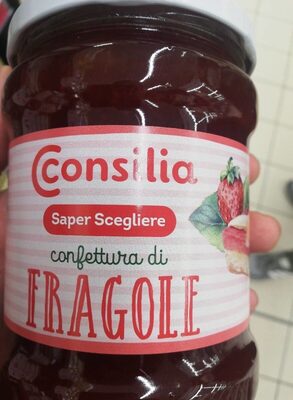 Consilia
Saper Scegliere
confettura di
FRAGOLE